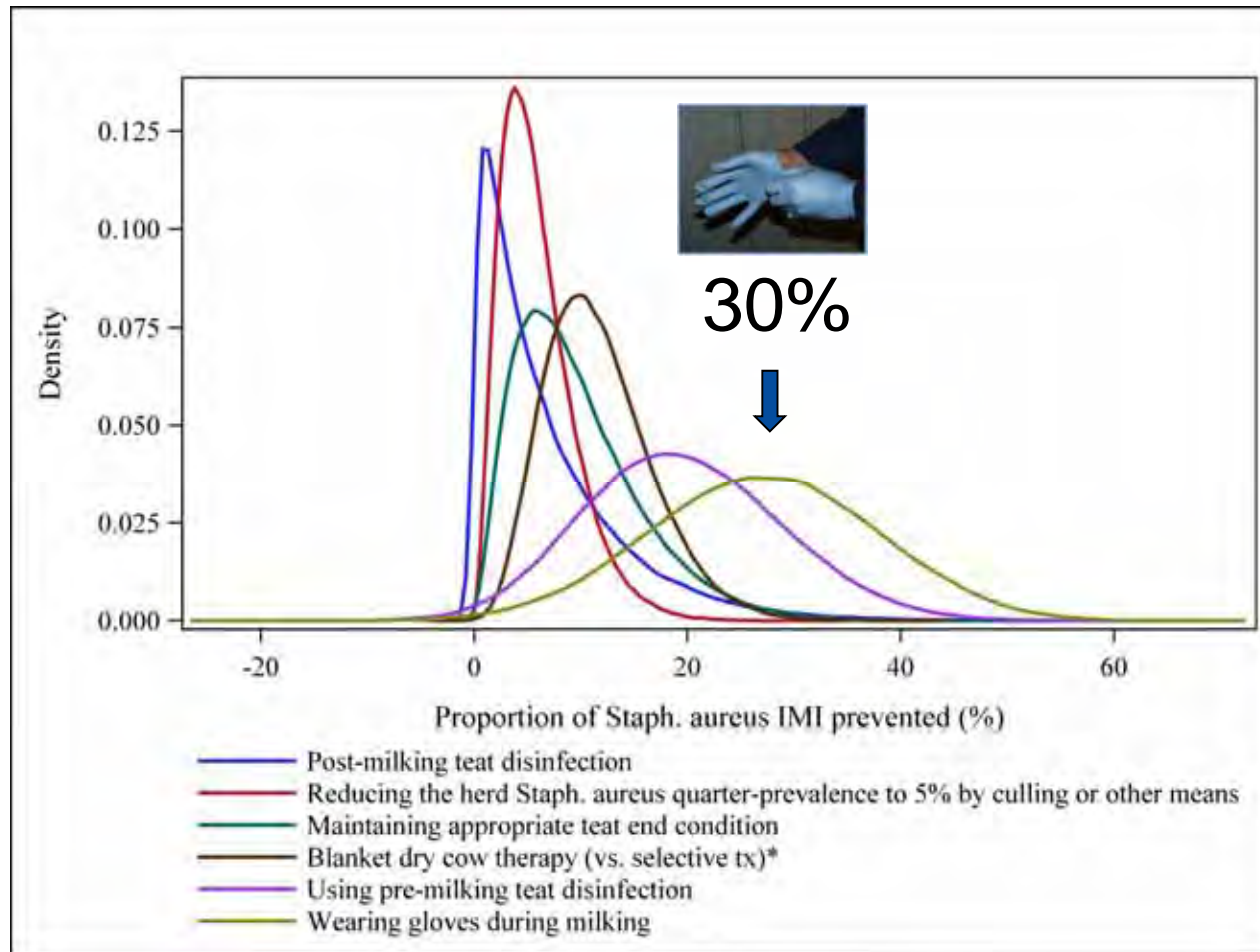 0.125
0.100
0.075
0.050
0.025
0.000
Density
30%
-20 0 20 40 60
Proportion of Staph. aureus IMI prevented (%)
Post-milking teat disinfection
Reducing the herd Staph. aureus quarter-prevalence to 5% by culling or other means
Maintaining appropriate teat end condition
Blanket dry cow therapy (vs. selective tx)*
Using pre-milking teat disinfection
Wearing gloves during milking